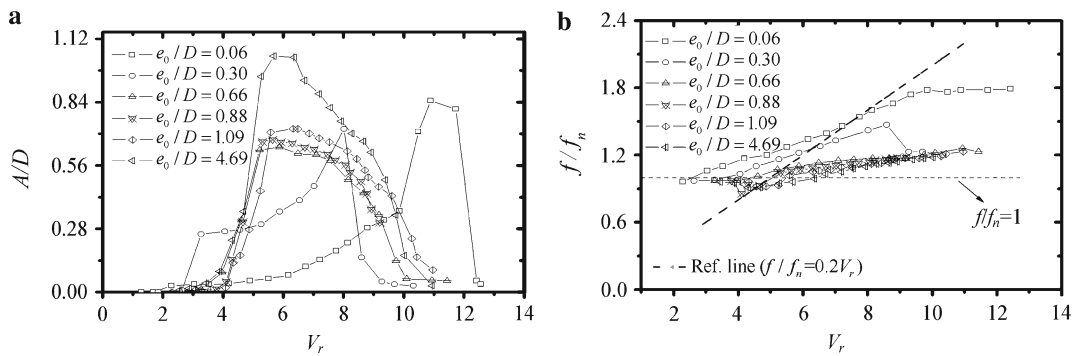 a
1.12
0.84
0.56
0.28
0.00
A/D
e₀ / D = 0.06
e₀ / D = 0.30
e₀ / D = 0.66
e₀ / D = 0.88
e₀ / D = 1.09
e₀ / D = 4.69
0 2 4 6 8 10 12 14
Vᵣ
b
2.4
1.8
1.2
0.6
0.0
f / fₙ
e₀ / D = 0.06
e₀ / D = 0.30
e₀ / D = 0.66
e₀ / D = 0.88
e₀ / D = 1.09
e₀ / D = 4.69
f/fₙ=1
Ref. line (f / fₙ=0.2Vᵣ)
2 4 6 8 10 12 14
Vᵣ